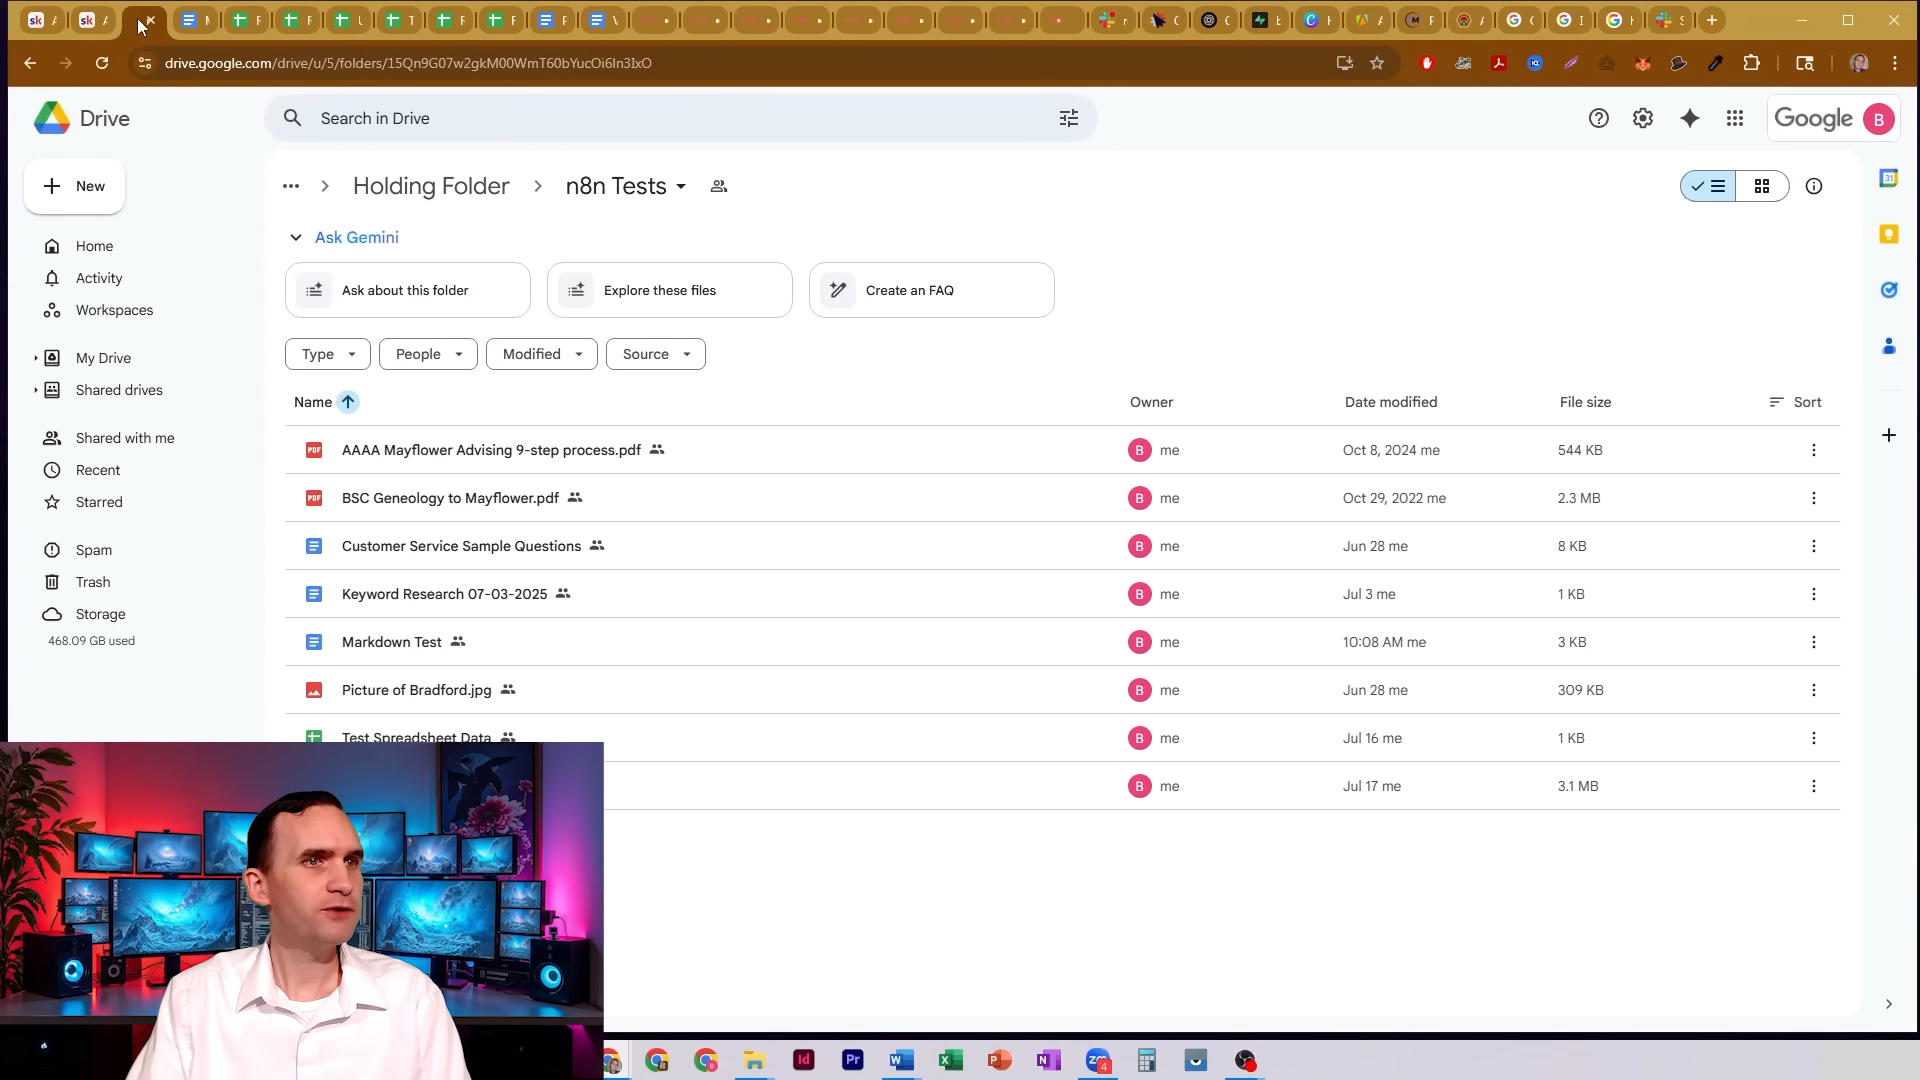 drive.google.com/drive/u/5/folders/15Qn9G07w2gkM00WmT60bYucOi6In3IxO
Drive
Search in Drive
Google
B
New
Holding Folder
n8n Tests
Home
Activity
Workspaces
My Drive
Shared drives
Shared with me
Recent
Starred
Spam
Trash
Storage
468.09 GB used
Ask Gemini
Ask about this folder
Explore these files
Create an FAQ
Type
People
Modified
Source
Name
Owner
Date modified
File size
Sort
PDF AAAA Mayflower Advising 9-step process.pdf B me Oct 8, 2024 me 544 KB
PDF BSC Geneology to Mayflower.pdf B me Oct 29, 2022 me 2.3 MB
Customer Service Sample Questions B me Jun 28 me 8 KB
Keyword Research 07-03-2025 B me Jul 3 me 1 KB
Markdown Test B me 10:08 AM me 3 KB
Picture of Bradford.jpg B me Jun 28 me 309 KB
Test Spreadsheet Data B me Jul 16 me 1 KB
B me Jul 17 me 3.1 MB